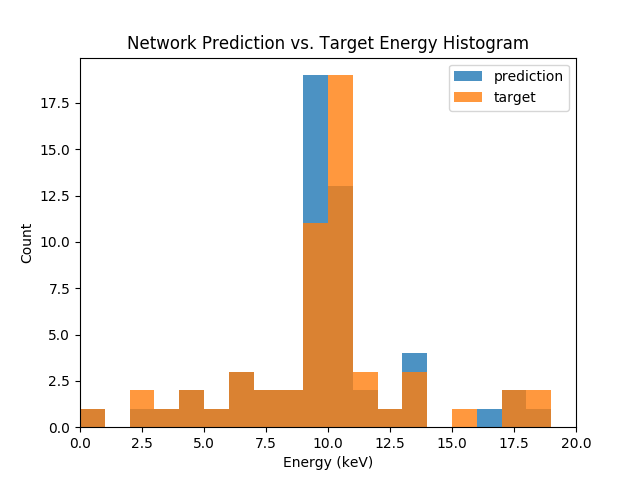 Network Prediction vs. Target Energy Histogram
prediction
target
17.5
15.0
12.5
10.0
7.5
5.0
2.5
0.0
Count
0.0 2.5 5.0 7.5 10.0 12.5 15.0 17.5 20.0
Energy (keV)